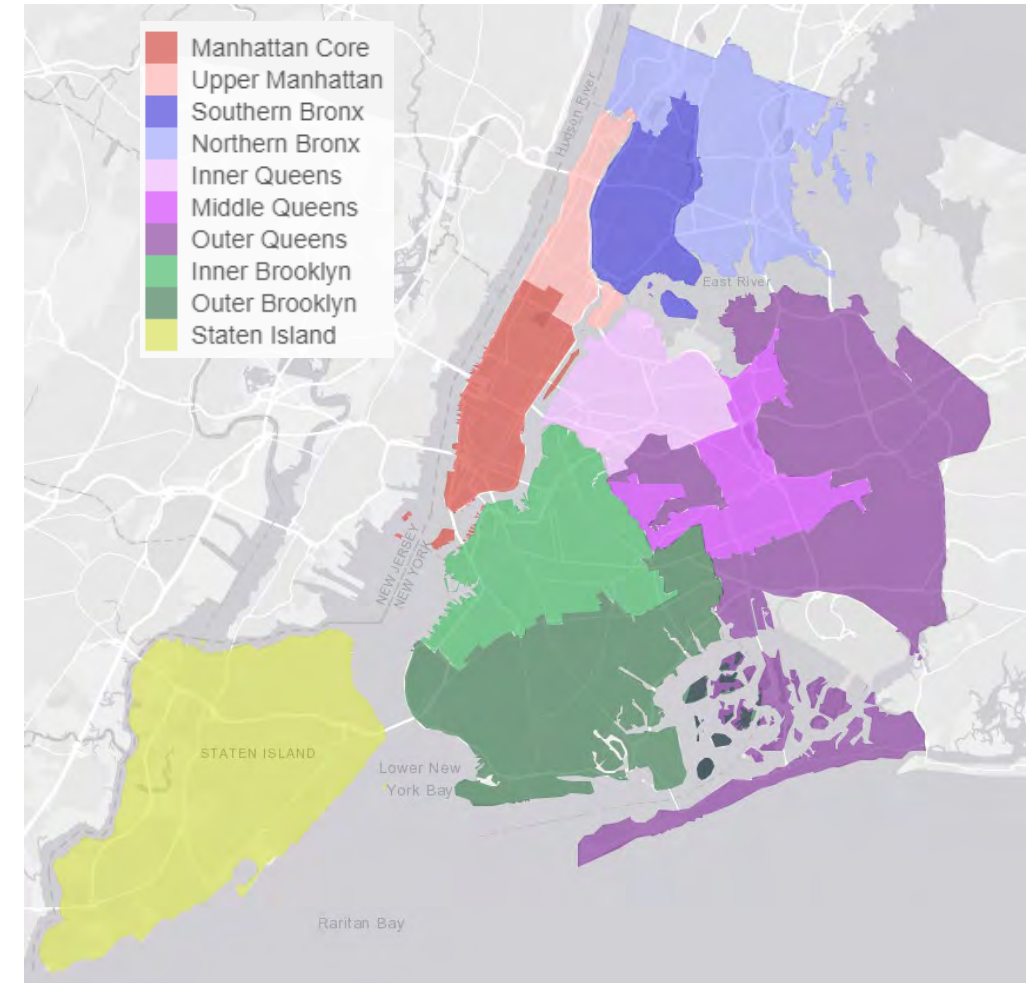 Manhattan Core
Upper Manhattan
Southern Bronx
Northern Bronx
Inner Queens
Middle Queens
Outer Queens
Inner Brooklyn
Outer Brooklyn
Staten Island
Hudson River
East River
NEW JERSEY
NEW YORK
STATEN ISLAND
Lower New
York Bay
Raritan Bay